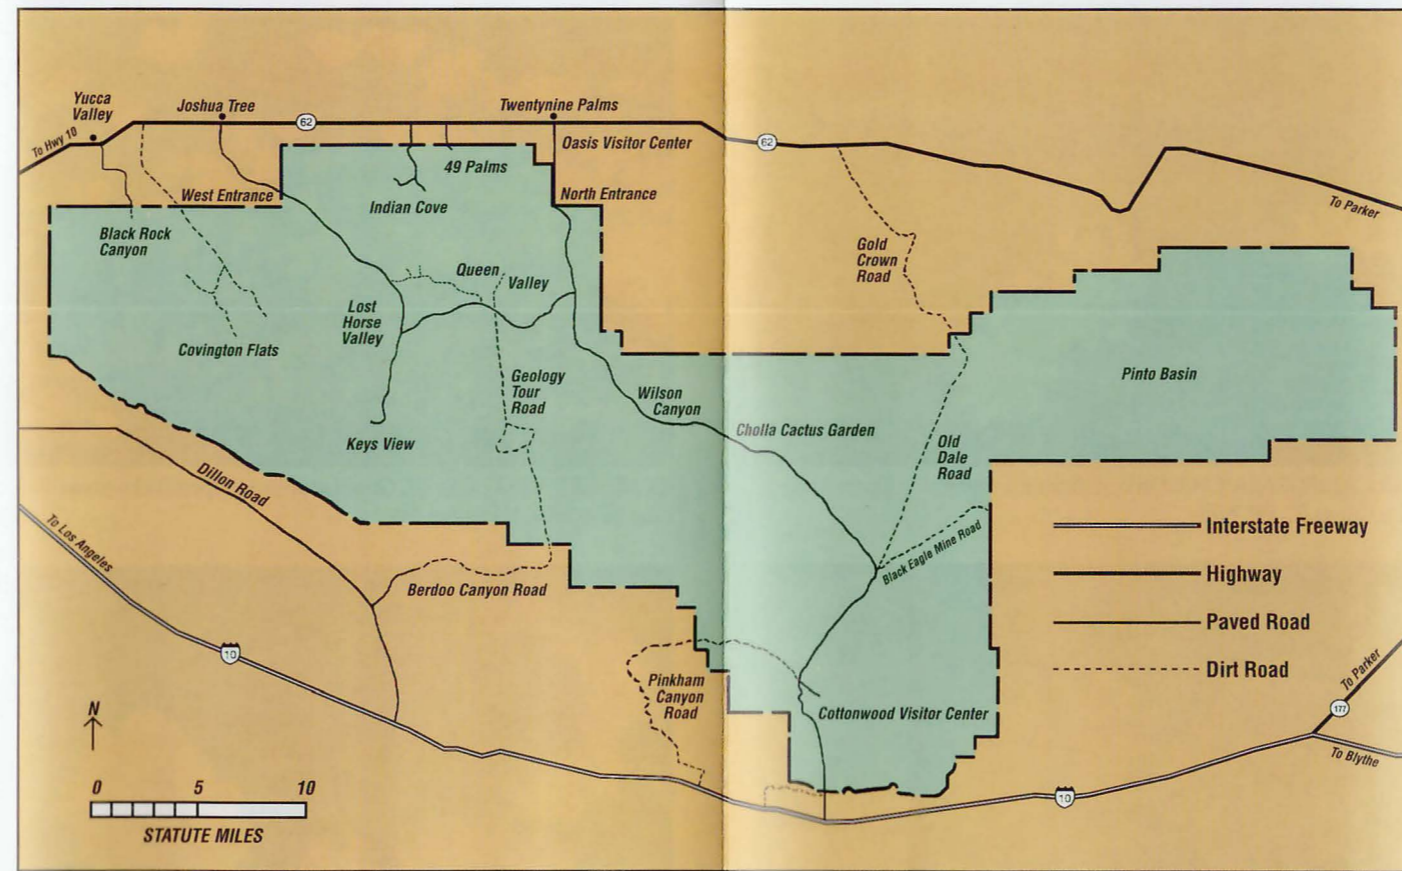 Yucca
Valley
Joshua Tree
62
Twentynine Palms
To Hwy 10
Oasis Visitor Center
62
49 Palms
West Entrance
North Entrance
Indian Cove
To Parker
Black Rock
Canyon
Gold
Crown
Road
Queen
Valley
Lost
Horse
Valley
Covington Flats
Geology
Tour
Road
Pinto Basin
Wilson
Canyon
Keys View
Cholla Cactus Garden
Old
Dale
Road
Dillon Road
To Los Angeles
Black Eagle Mine Road
Interstate Freeway
Highway
Paved Road
Dirt Road
Berdoo Canyon Road
10
Pinkham
Canyon
Road
Cottonwood Visitor Center
To Parker
177
To Blythe
10
N
0 5 10
STATUTE MILES